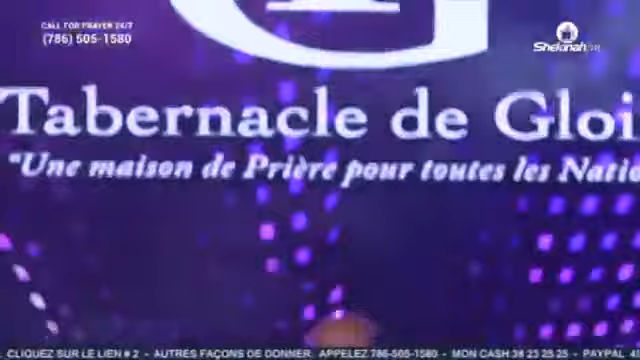 CALL FOR PRAYER 24/7
(786) 505-1580
Shekinah
Tabernacle de Gloi
"Une maison de Prière pour toutes les Natio
CLIQUEZ SUR LE LIEN # 2 - AUTRES FAÇONS DE DONNER: APPELEZ 786-505-1580 - MON CASH 38 23 25 25 - PAYPAL